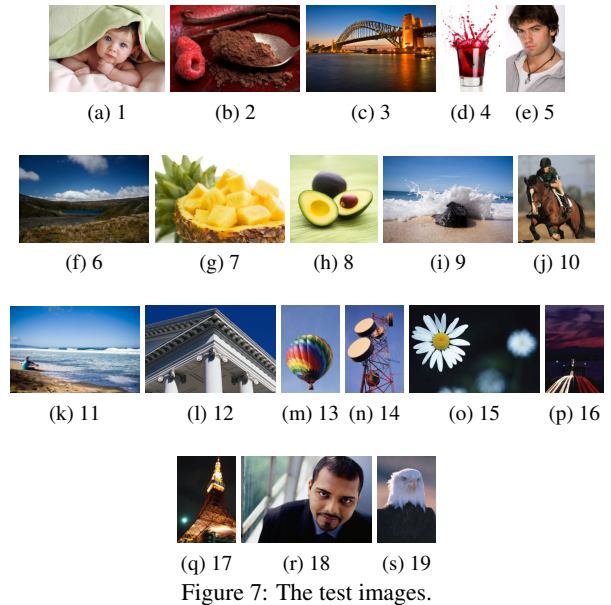 (a) 1 (b) 2 (c) 3 (d) 4 (e) 5
(f) 6 (g) 7 (h) 8 (i) 9 (j) 10
(k) 11 (l) 12 (m) 13 (n) 14 (o) 15 (p) 16
(q) 17 (r) 18 (s) 19
Figure 7: The test images.